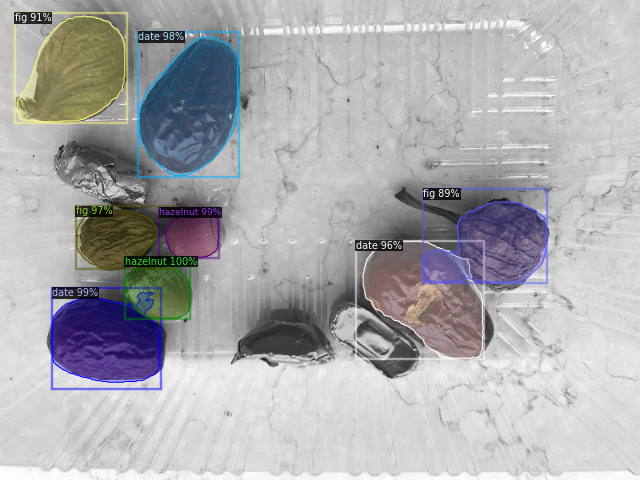 fig 91%
date 98%
fig 89%
fig 97%
hazelnut 99%
date 96%
hazelnut 100%
date 99%